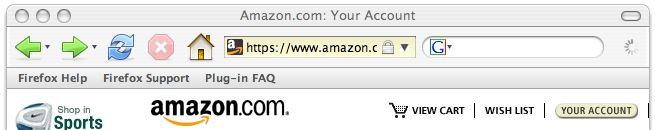 Amazon.com: Your Account
https://www.amazon.c
G
Firefox Help Firefox Support Plug-in FAQ
Shop in
Sports
amazon.com.
VIEW CART WISH LIST YOUR ACCOUNT